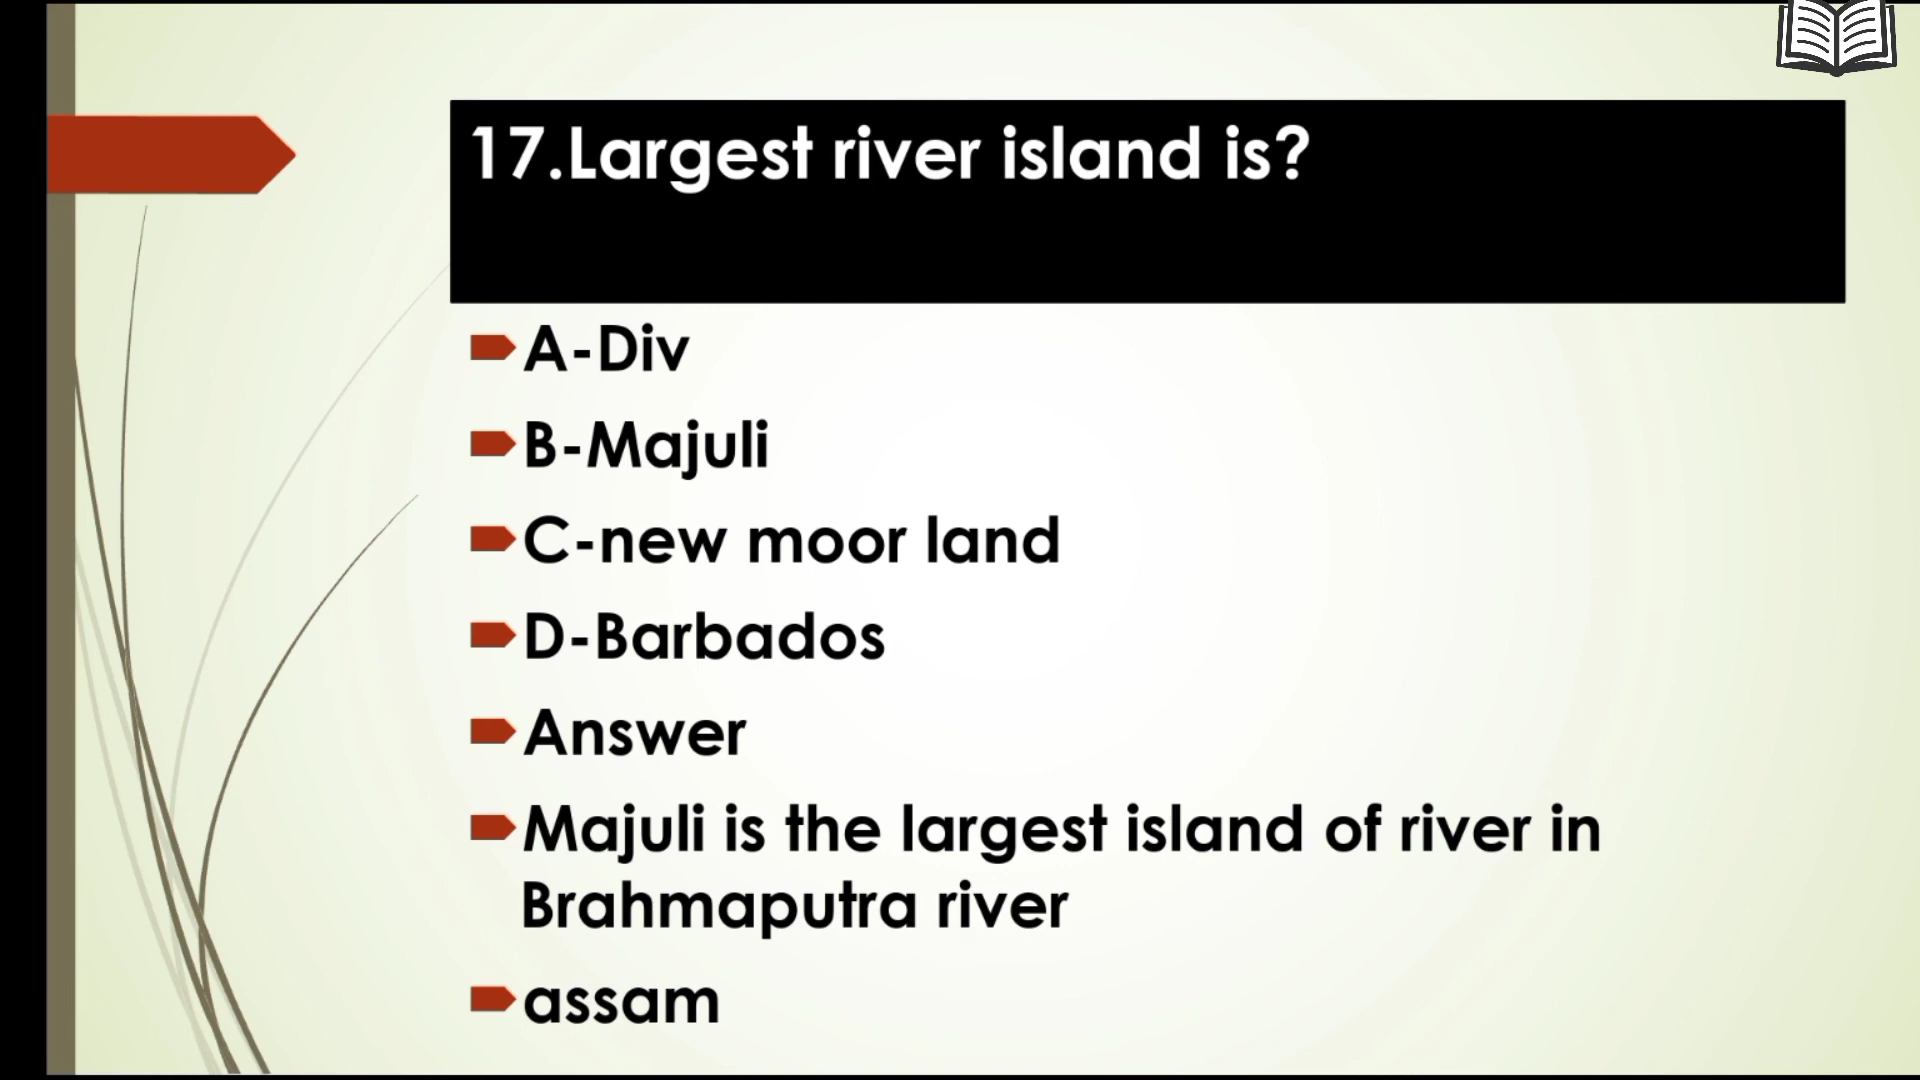 17.Largest river island is?
A-Div
B-Majuli
C-new moor land
D-Barbados
Answer
Majuli is the largest island of river in
Brahmaputra river
assam